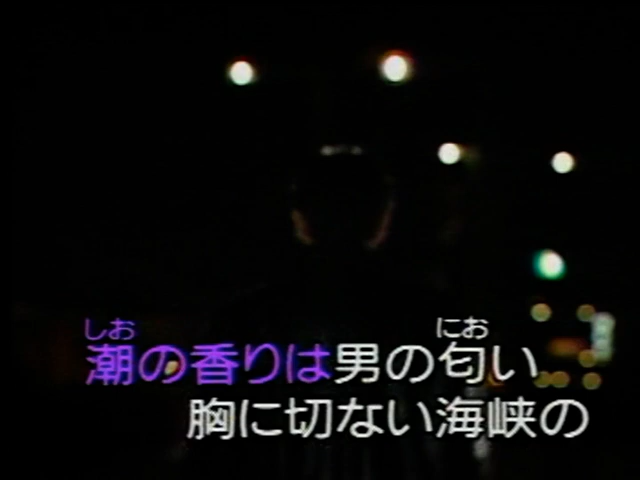 しお にお
潮の香りは男の匂い
胸に切ない海峡の